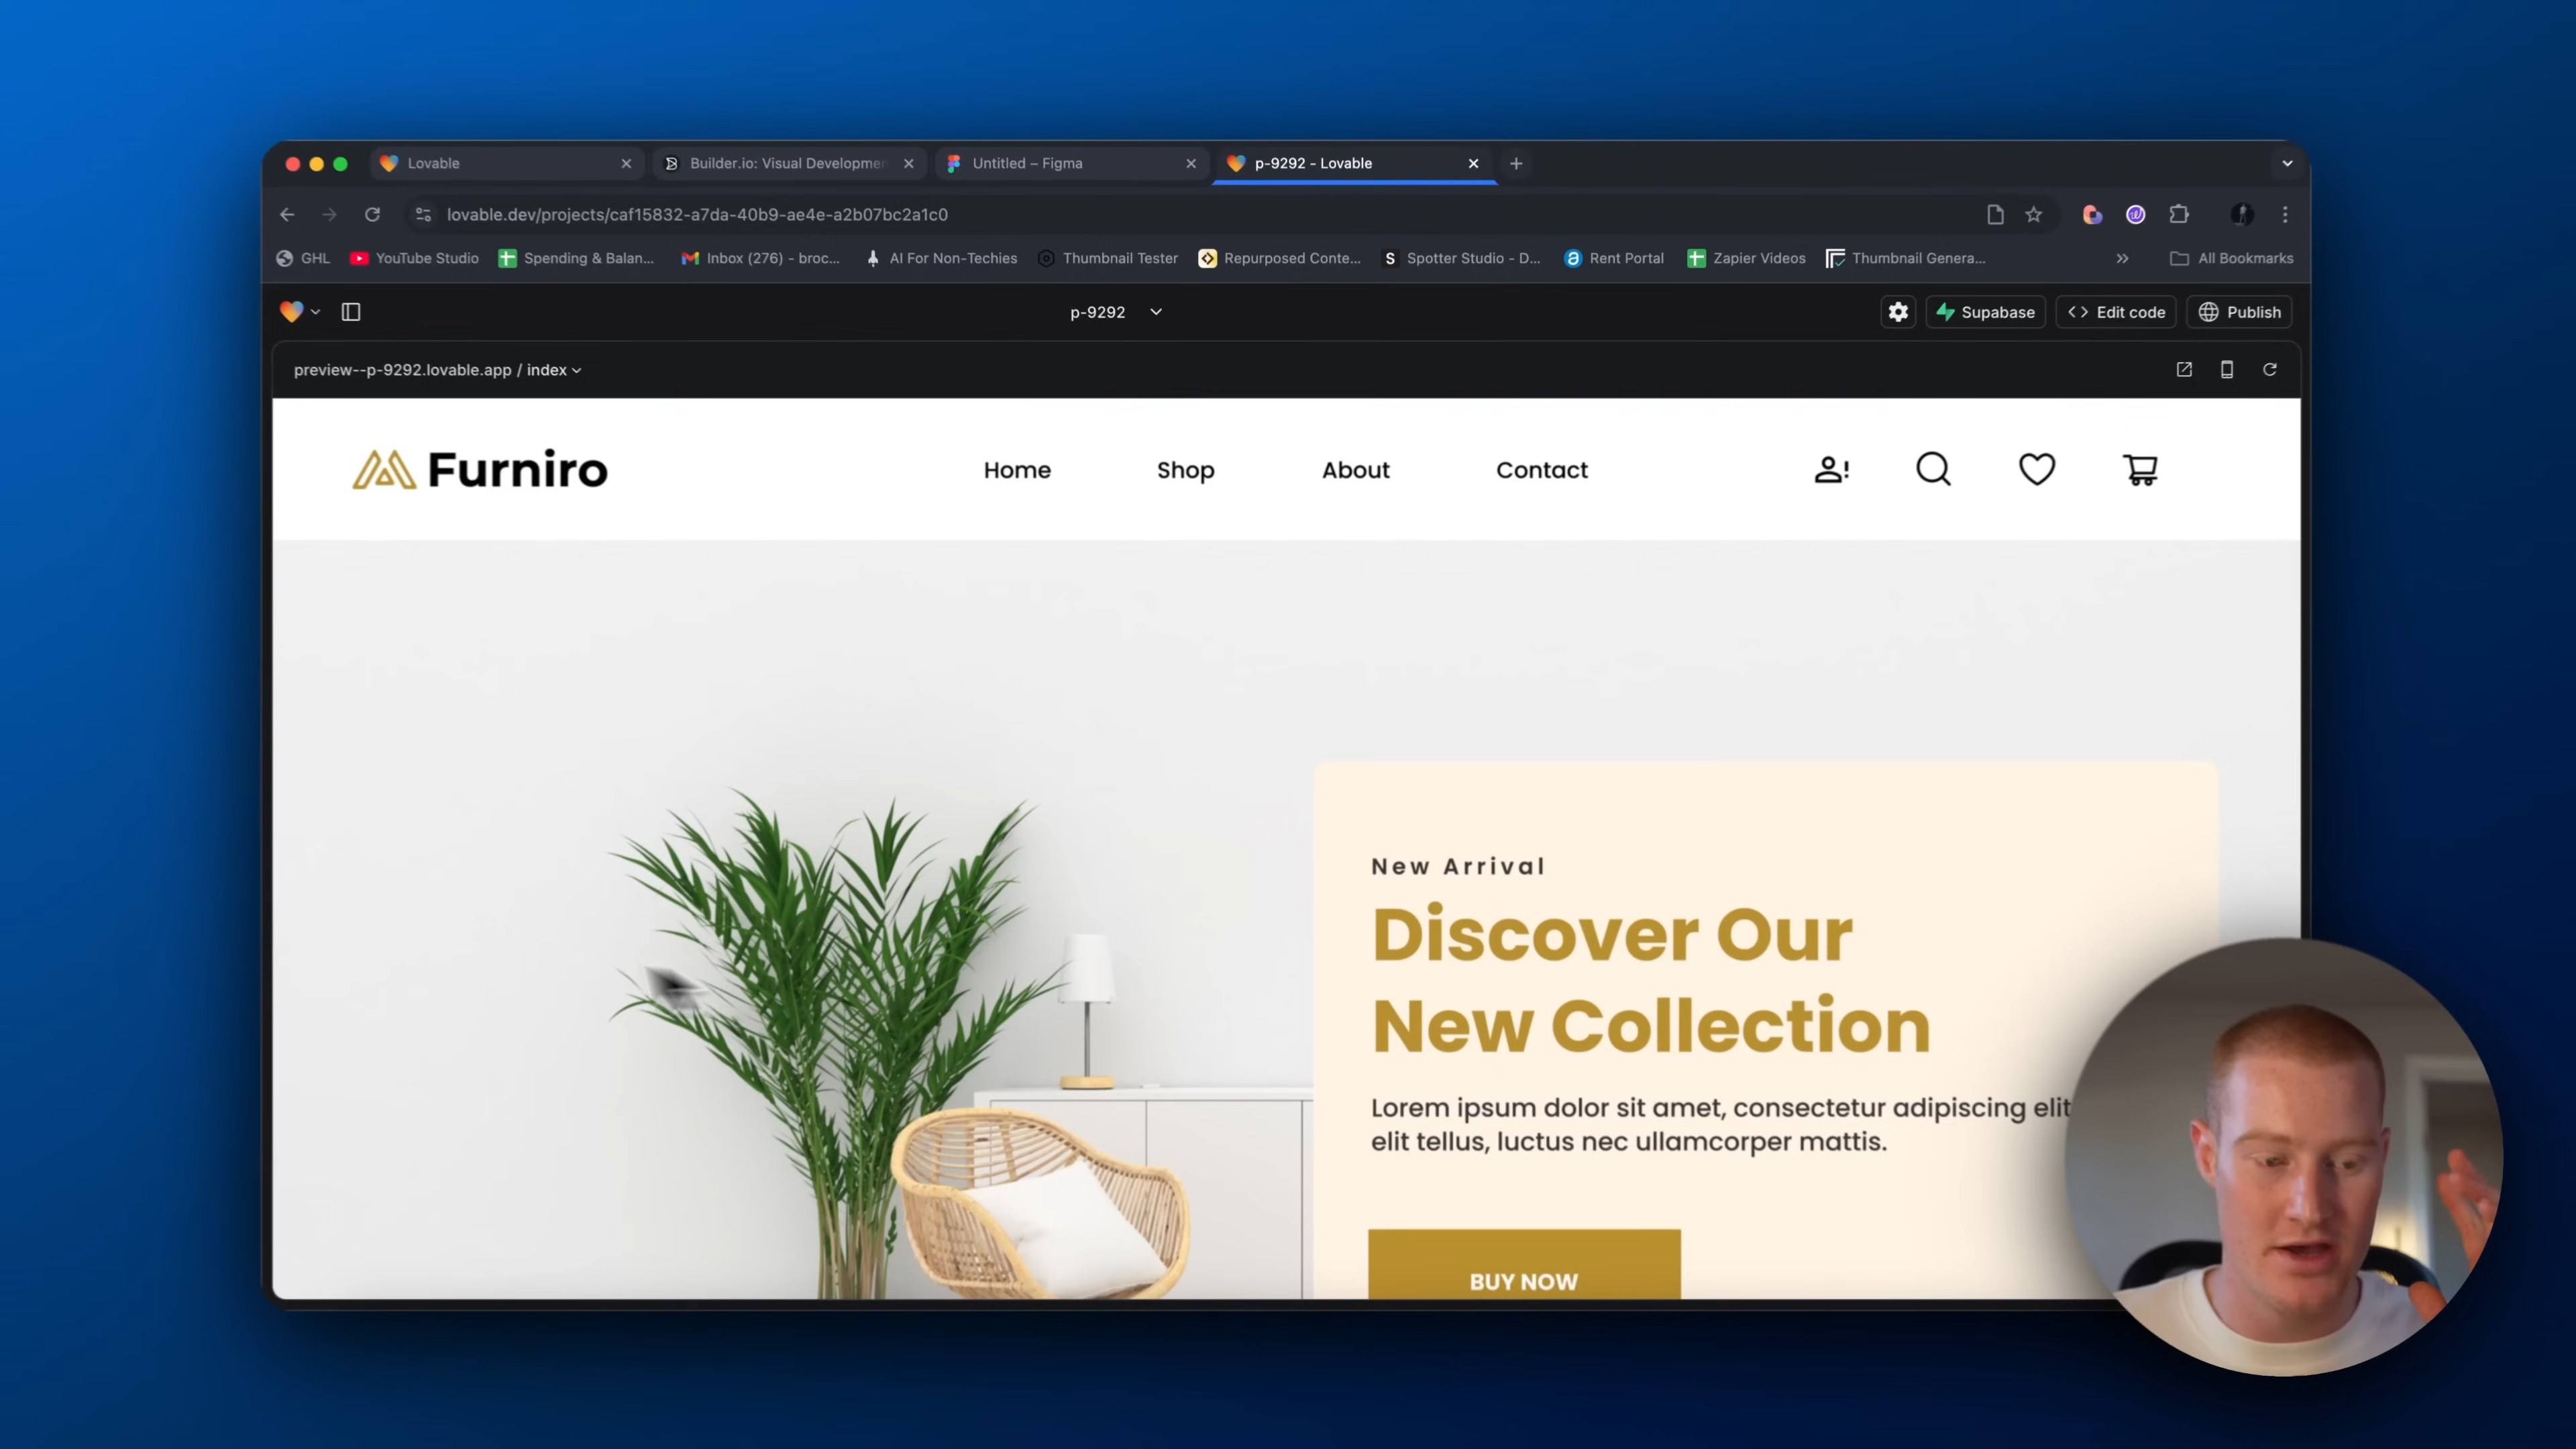 Lovable
Builder.io: Visual Developmen
Untitled – Figma
p-9292 - Lovable
lovable.dev/projects/caf15832-a7da-40b9-ae4e-a2b07bc2a1c0
GHL YouTube Studio Spending & Balan... Inbox (276) - broc... AI For Non-Techies Thumbnail Tester Repurposed Conte... Spotter Studio - D... Rent Portal Zapier Videos Thumbnail Genera... All Bookmarks
p-9292
Supabase
Edit code
Publish
preview--p-9292.lovable.app / index
Furniro
Home
Shop
About
Contact
New Arrival
Discover Our
New Collection
Lorem ipsum dolor sit amet, consectetur adipiscing elit
elit tellus, luctus nec ullamcorper mattis.
BUY NOW